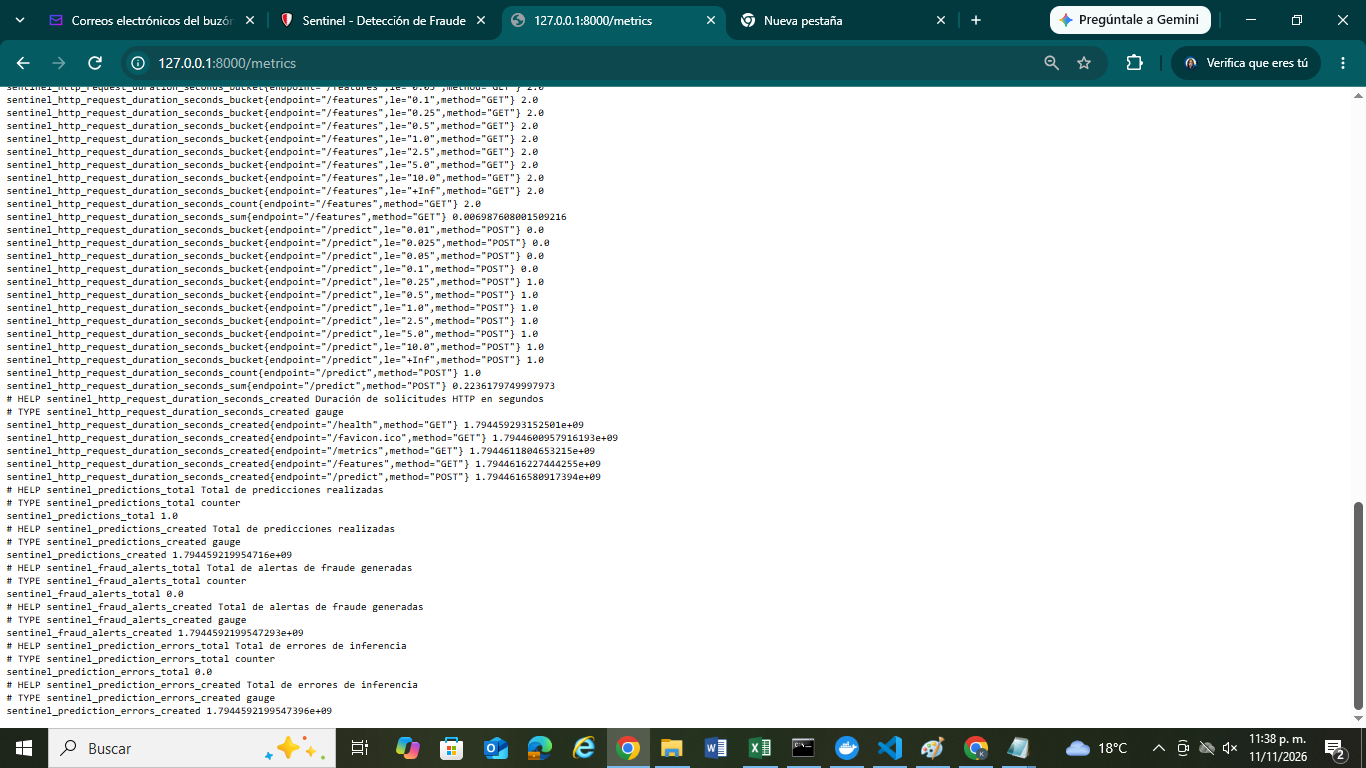 Correos electrónicos del buzón
Sentinel - Detección de Fraude
127.0.0.1:8000/metrics
Nueva pestaña
Pregúntale a Gemini
127.0.0.1:8000/metrics
Verifica que eres tú
sentinel_http_request_duration_seconds_bucket{endpoint="/features",le="0.05",method="GET"} 2.0
sentinel_http_request_duration_seconds_bucket{endpoint="/features",le="0.1",method="GET"} 2.0
sentinel_http_request_duration_seconds_bucket{endpoint="/features",le="0.25",method="GET"} 2.0
sentinel_http_request_duration_seconds_bucket{endpoint="/features",le="0.5",method="GET"} 2.0
sentinel_http_request_duration_seconds_bucket{endpoint="/features",le="1.0",method="GET"} 2.0
sentinel_http_request_duration_seconds_bucket{endpoint="/features",le="2.5",method="GET"} 2.0
sentinel_http_request_duration_seconds_bucket{endpoint="/features",le="5.0",method="GET"} 2.0
sentinel_http_request_duration_seconds_bucket{endpoint="/features",le="10.0",method="GET"} 2.0
sentinel_http_request_duration_seconds_bucket{endpoint="/features",le="+Inf",method="GET"} 2.0
sentinel_http_request_duration_seconds_count{endpoint="/features",method="GET"} 2.0
sentinel_http_request_duration_seconds_sum{endpoint="/features",method="GET"} 0.006987608001509216
sentinel_http_request_duration_seconds_bucket{endpoint="/predict",le="0.01",method="POST"} 0.0
sentinel_http_request_duration_seconds_bucket{endpoint="/predict",le="0.025",method="POST"} 0.0
sentinel_http_request_duration_seconds_bucket{endpoint="/predict",le="0.05",method="POST"} 0.0
sentinel_http_request_duration_seconds_bucket{endpoint="/predict",le="0.1",method="POST"} 0.0
sentinel_http_request_duration_seconds_bucket{endpoint="/predict",le="0.25",method="POST"} 1.0
sentinel_http_request_duration_seconds_bucket{endpoint="/predict",le="0.5",method="POST"} 1.0
sentinel_http_request_duration_seconds_bucket{endpoint="/predict",le="1.0",method="POST"} 1.0
sentinel_http_request_duration_seconds_bucket{endpoint="/predict",le="2.5",method="POST"} 1.0
sentinel_http_request_duration_seconds_bucket{endpoint="/predict",le="5.0",method="POST"} 1.0
sentinel_http_request_duration_seconds_bucket{endpoint="/predict",le="10.0",method="POST"} 1.0
sentinel_http_request_duration_seconds_bucket{endpoint="/predict",le="+Inf",method="POST"} 1.0
sentinel_http_request_duration_seconds_count{endpoint="/predict",method="POST"} 1.0
sentinel_http_request_duration_seconds_sum{endpoint="/predict",method="POST"} 0.2236179749997973
# HELP sentinel_http_request_duration_seconds_created Duración de solicitudes HTTP en segundos
# TYPE sentinel_http_request_duration_seconds_created gauge
sentinel_http_request_duration_seconds_created{endpoint="/health",method="GET"} 1.794459293152501e+09
sentinel_http_request_duration_seconds_created{endpoint="/favicon.ico",method="GET"} 1.7944600957916193e+09
sentinel_http_request_duration_seconds_created{endpoint="/metrics",method="GET"} 1.7944611804653215e+09
sentinel_http_request_duration_seconds_created{endpoint="/features",method="GET"} 1.7944616227444255e+09
sentinel_http_request_duration_seconds_created{endpoint="/predict",method="POST"} 1.7944616580917394e+09
# HELP sentinel_predictions_total Total de predicciones realizadas
# TYPE sentinel_predictions_total counter
sentinel_predictions_total 1.0
# HELP sentinel_predictions_created Total de predicciones realizadas
# TYPE sentinel_predictions_created gauge
sentinel_predictions_created 1.794459219954716e+09
# HELP sentinel_fraud_alerts_total Total de alertas de fraude generadas
# TYPE sentinel_fraud_alerts_total counter
sentinel_fraud_alerts_total 0.0
# HELP sentinel_fraud_alerts_created Total de alertas de fraude generadas
# TYPE sentinel_fraud_alerts_created gauge
sentinel_fraud_alerts_created 1.7944592199547293e+09
# HELP sentinel_prediction_errors_total Total de errores de inferencia
# TYPE sentinel_prediction_errors_total counter
sentinel_prediction_errors_total 0.0
# HELP sentinel_prediction_errors_created Total de errores de inferencia
# TYPE sentinel_prediction_errors_created gauge
sentinel_prediction_errors_created 1.7944592199547396e+09
Buscar
18°C
11:38 p. m.
11/11/2026
2